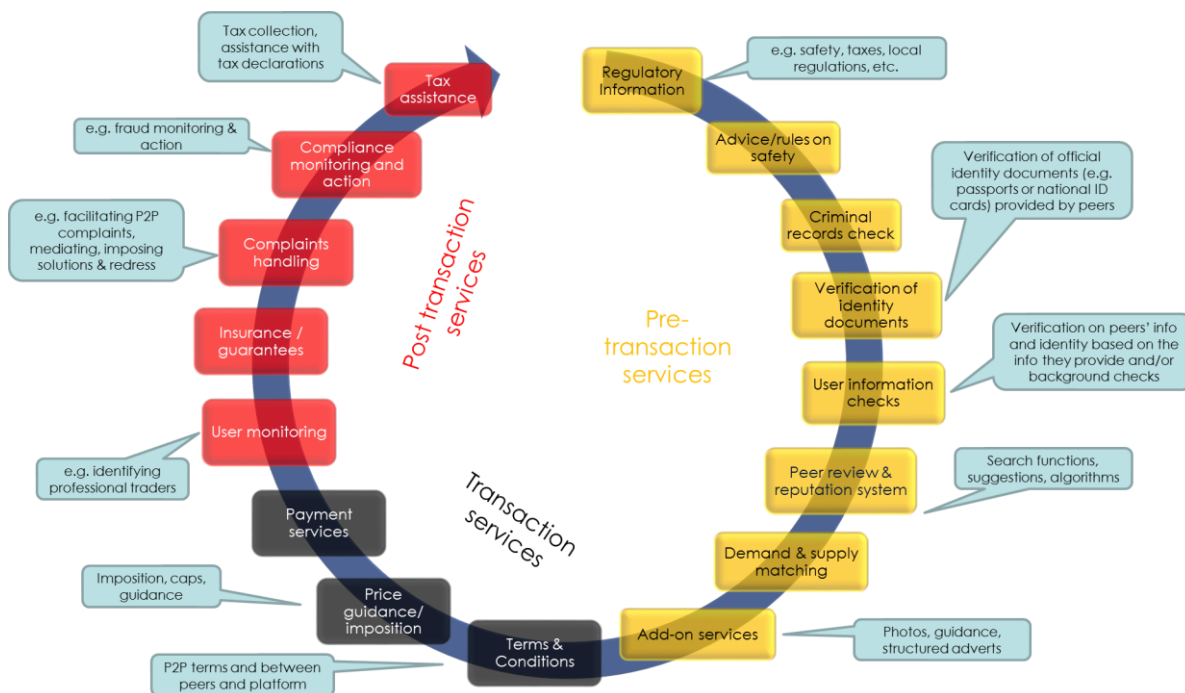 Regulatory
Information
e.g. safety, taxes, local
regulations, etc.
Advice/rules on
safety
Criminal
records check
Verification of
identity
documents
Verification of official
identity documents (e.g.
passports or national ID
cards) provided by peers
User information
checks
Verification on peers' info
and identity based on the
info they provide and/or
background checks
Peer review &
reputation system
Search functions,
suggestions, algorithms
Demand & supply
matching
Add-on services
Photos, guidance,
structured adverts
Pre-
transaction
services
Terms &
Conditions
P2P terms and between
peers and platform
Price
guidance/
imposition
Imposition, caps,
guidance
Payment
services
Transaction
services
User monitoring
e.g. identifying
professional traders
Insurance /
guarantees
Complaints
handling
e.g. facilitating P2P
complaints,
mediating, imposing
solutions & redress
Compliance
monitoring and
action
e.g. fraud monitoring &
action
Tax
assistance
Tax collection,
assistance with
tax declarations
Post transaction
services